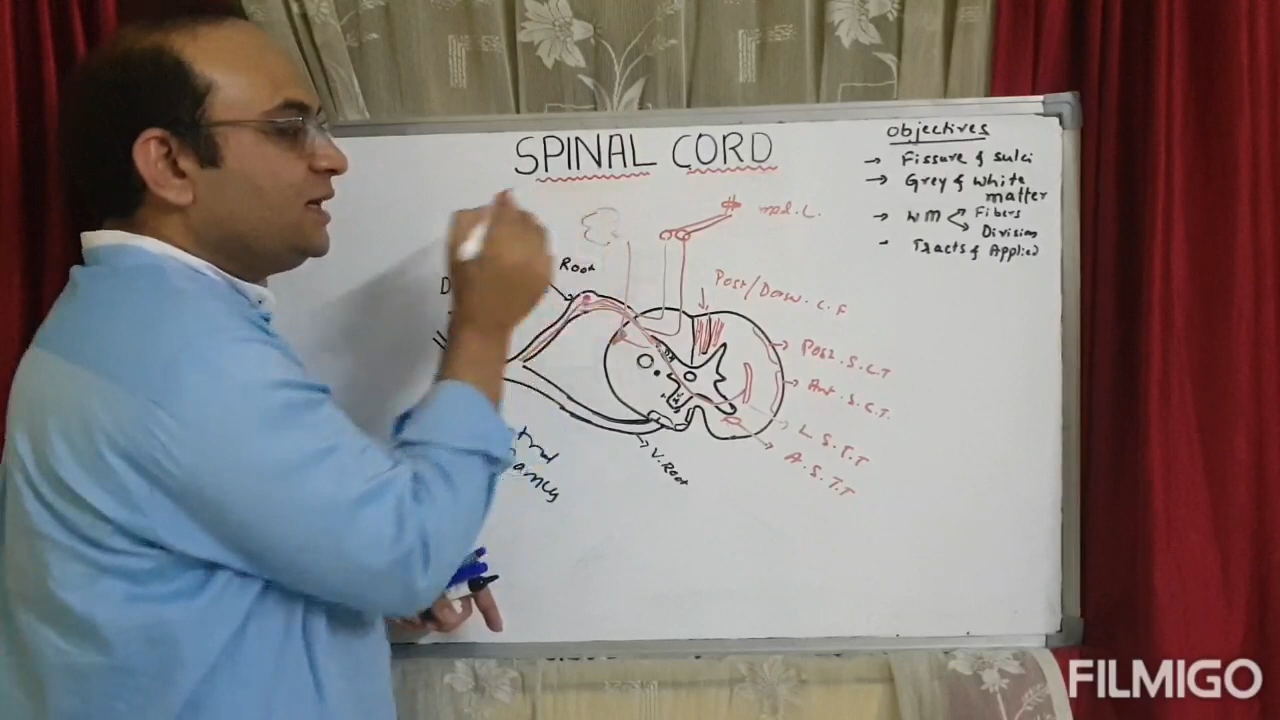 SPINAL CORD
Objectives
→ Fissure & sulci
→ Grey & White
matter
→ WM Fibers
Division
Tracts & Applied
Root
Post/Dorsa. C. F
Post. S.C.T
Ant. S.C.T.
L. S.T.T
A. S.T.T
V. Root
FILMIGO